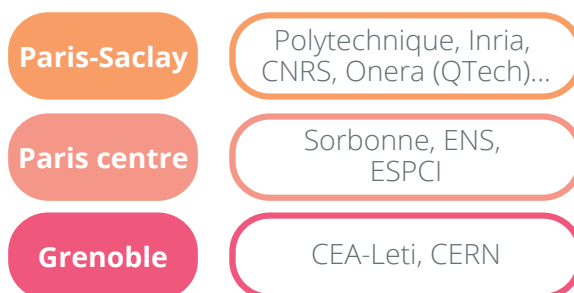 Paris-Saclay
Polytechnique, Inria,
CNRS, Onera (QTech)...
Paris centre
Sorbonne, ENS,
ESPCI
Grenoble
CEA-Leti, CERN